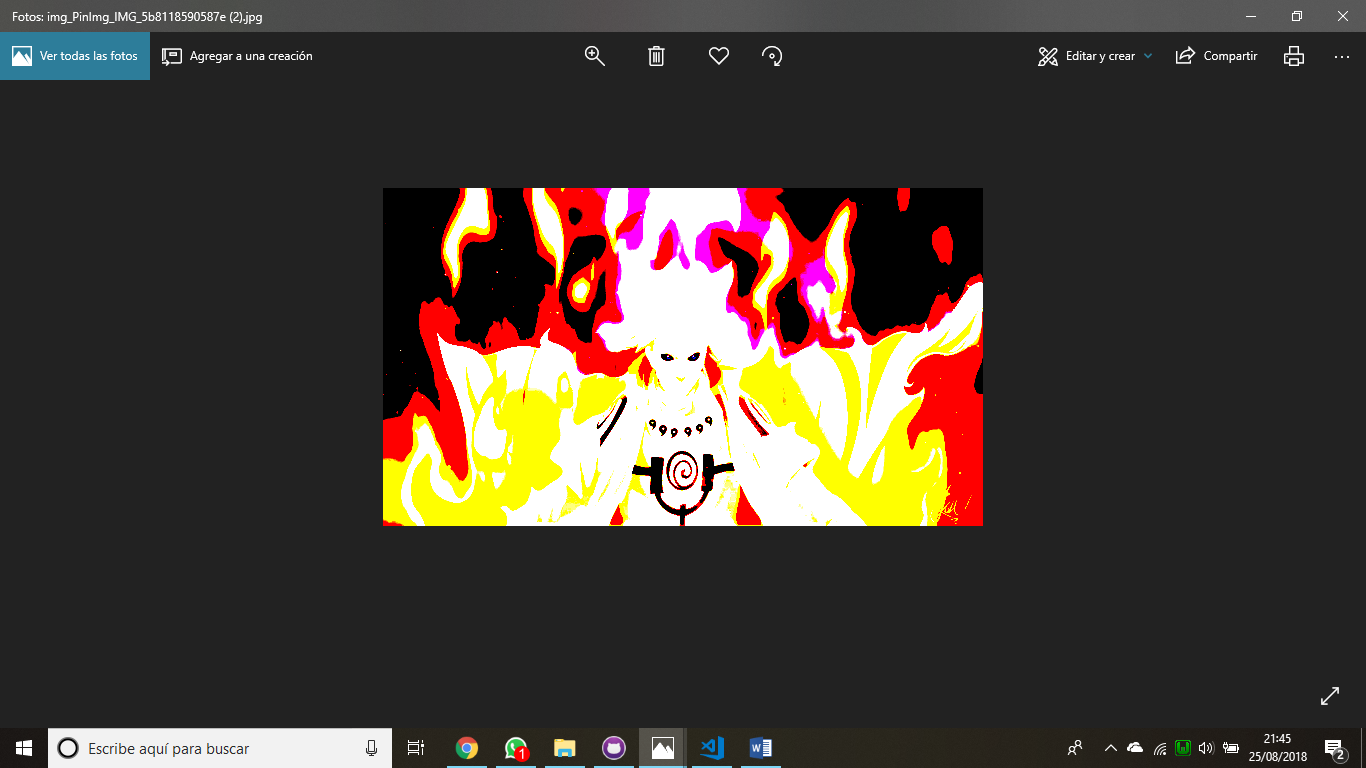 Fotos: img_PinImg_IMG_5b8118590587e (2).jpg
Ver todas las fotos
Agregar a una creación
Editar y crear
Compartir
Escribe aquí para buscar
1
21:45
25/08/2018
2